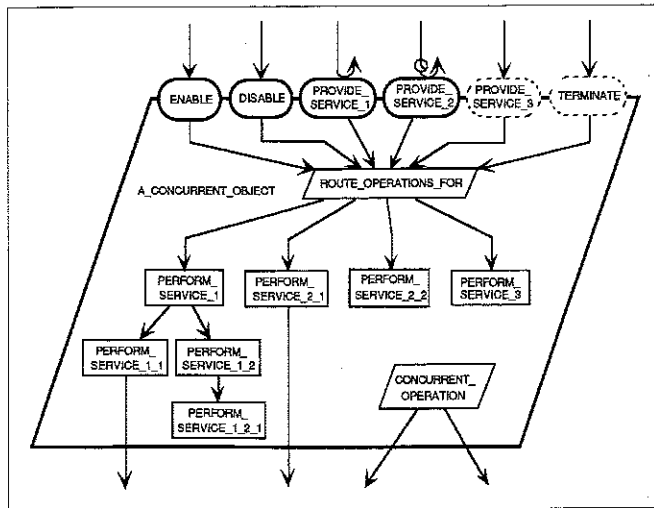 ENABLE
DISABLE
PROVIDE_
SERVICE_1
PROVIDE_
SERVICE_2
PROVIDE_
SERVICE_3
TERMINATE
A_CONCURRENT_OBJECT
ROUTE_OPERATIONS_FOR
PERFORM_
SERVICE_1
PERFORM_
SERVICE_2_1
PERFORM_
SERVICE_2_2
PERFORM_
SERVICE_3
PERFORM_
SERVICE_1_1
PERFORM_
SERVICE_1_2
CONCURRENT_
OPERATION
PERFORM_
SERVICE_1_2_1